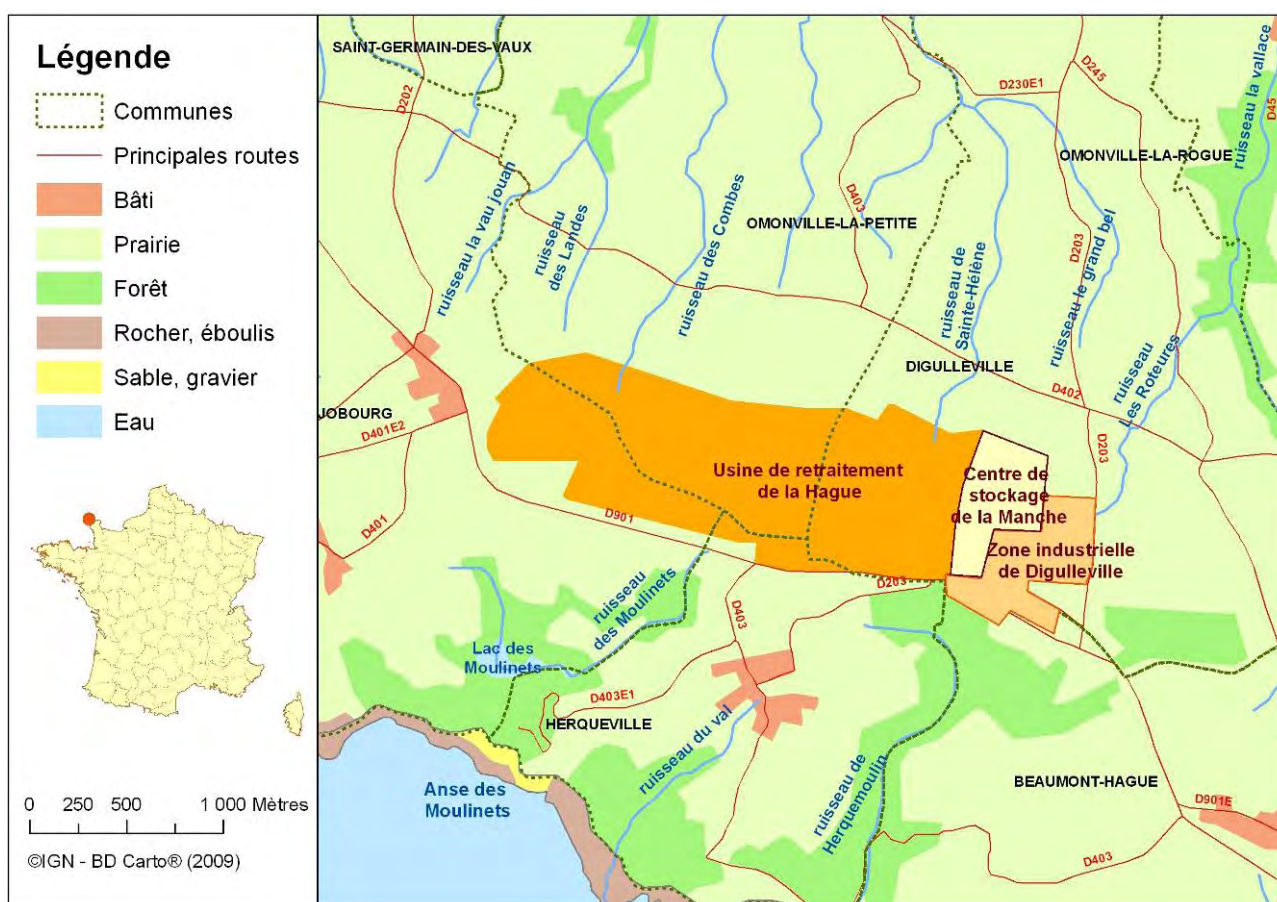 Légende
Communes
Principales routes
Bâti
Prairie
Forêt
Rocher, éboulis
Sable, gravier
Eau
0 250 500 1 000 Mètres
©IGN - BD Carto® (2009)
SAINT-GERMAIN-DES-VAUX
D202
D230E1
D245
ruisseau la vallace
D45
OMONVILLE-LA-ROGUE
ruisseau la vau jouan
ruisseau
des Landes
ruisseau des Combes
D403
OMONVILLE-LA-PETITE
ruisseau de
Sainte-Hélène
ruisseau le grand bel
D203
ruisseau
Les Roteures
DIGULLEVILLE
D402
JOBOURG
D401E2
D203
Usine de retraitement
de la Hague
Centre de
stockage
de la Manche
D401
D901
Zone industrielle
de Digulleville
D203
ruisseau
des Moulinets
D403
Lac des
Moulinets
D403E1
HERQUEVILLE
ruisseau du val
ruisseau de
Herquemoulin
Anse des
Moulinets
BEAUMONT-HAGUE
D901E
D403